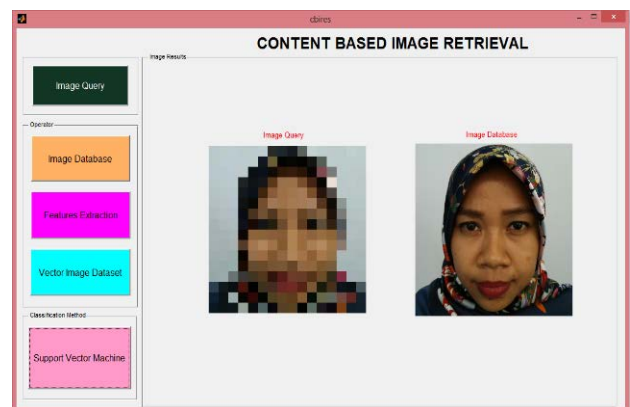 cbires
CONTENT BASED IMAGE RETRIEVAL
Image Results
Image Query
Operator
Image Database
Features Extraction
Vector Image Dataset
Classification Method
Support Vector Machine
Image Query
Image Database